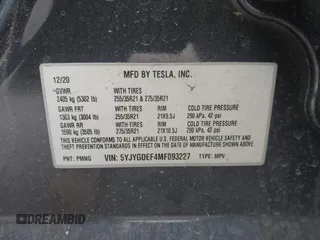 12/20
MFD BY TESLA, INC.
GVWR
2405 kg (5302 lb)
WITH TIRES
255/35R21 & 275/35R21
GAWR FRT
1363 kg (3004 lb)
WITH TIRES
255/35R21
RIM
21X9.5J
COLD TIRE PRESSURE
290 kPa, 42 psi
GAWR RR
1590 kg (3505 lb)
WITH TIRES
275/35R21
RIM
21X10.5J
COLD TIRE PRESSURE
290 kPa, 42 psi
THIS VEHICLE CONFORMS TO ALL APPLICABLE U.S. FEDERAL MOTOR VEHICLE SAFETY
AND THEFT PREVENTION STANDARDS IN EFFECT ON THE DATE OF MANUFACTURE SHOWN ABOVE.
PNT: PMNG
VIN: 5YJYGDEF4MF093227
TYPE: MPV
AUTOBIDMASTER